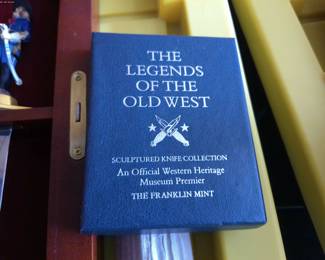 THE
LEGENDS
OF THE
OLD WEST
SCULPTURED KNIFE COLLECTION
An Official Western Heritage
Museum Premier
THE FRANKLIN MINT